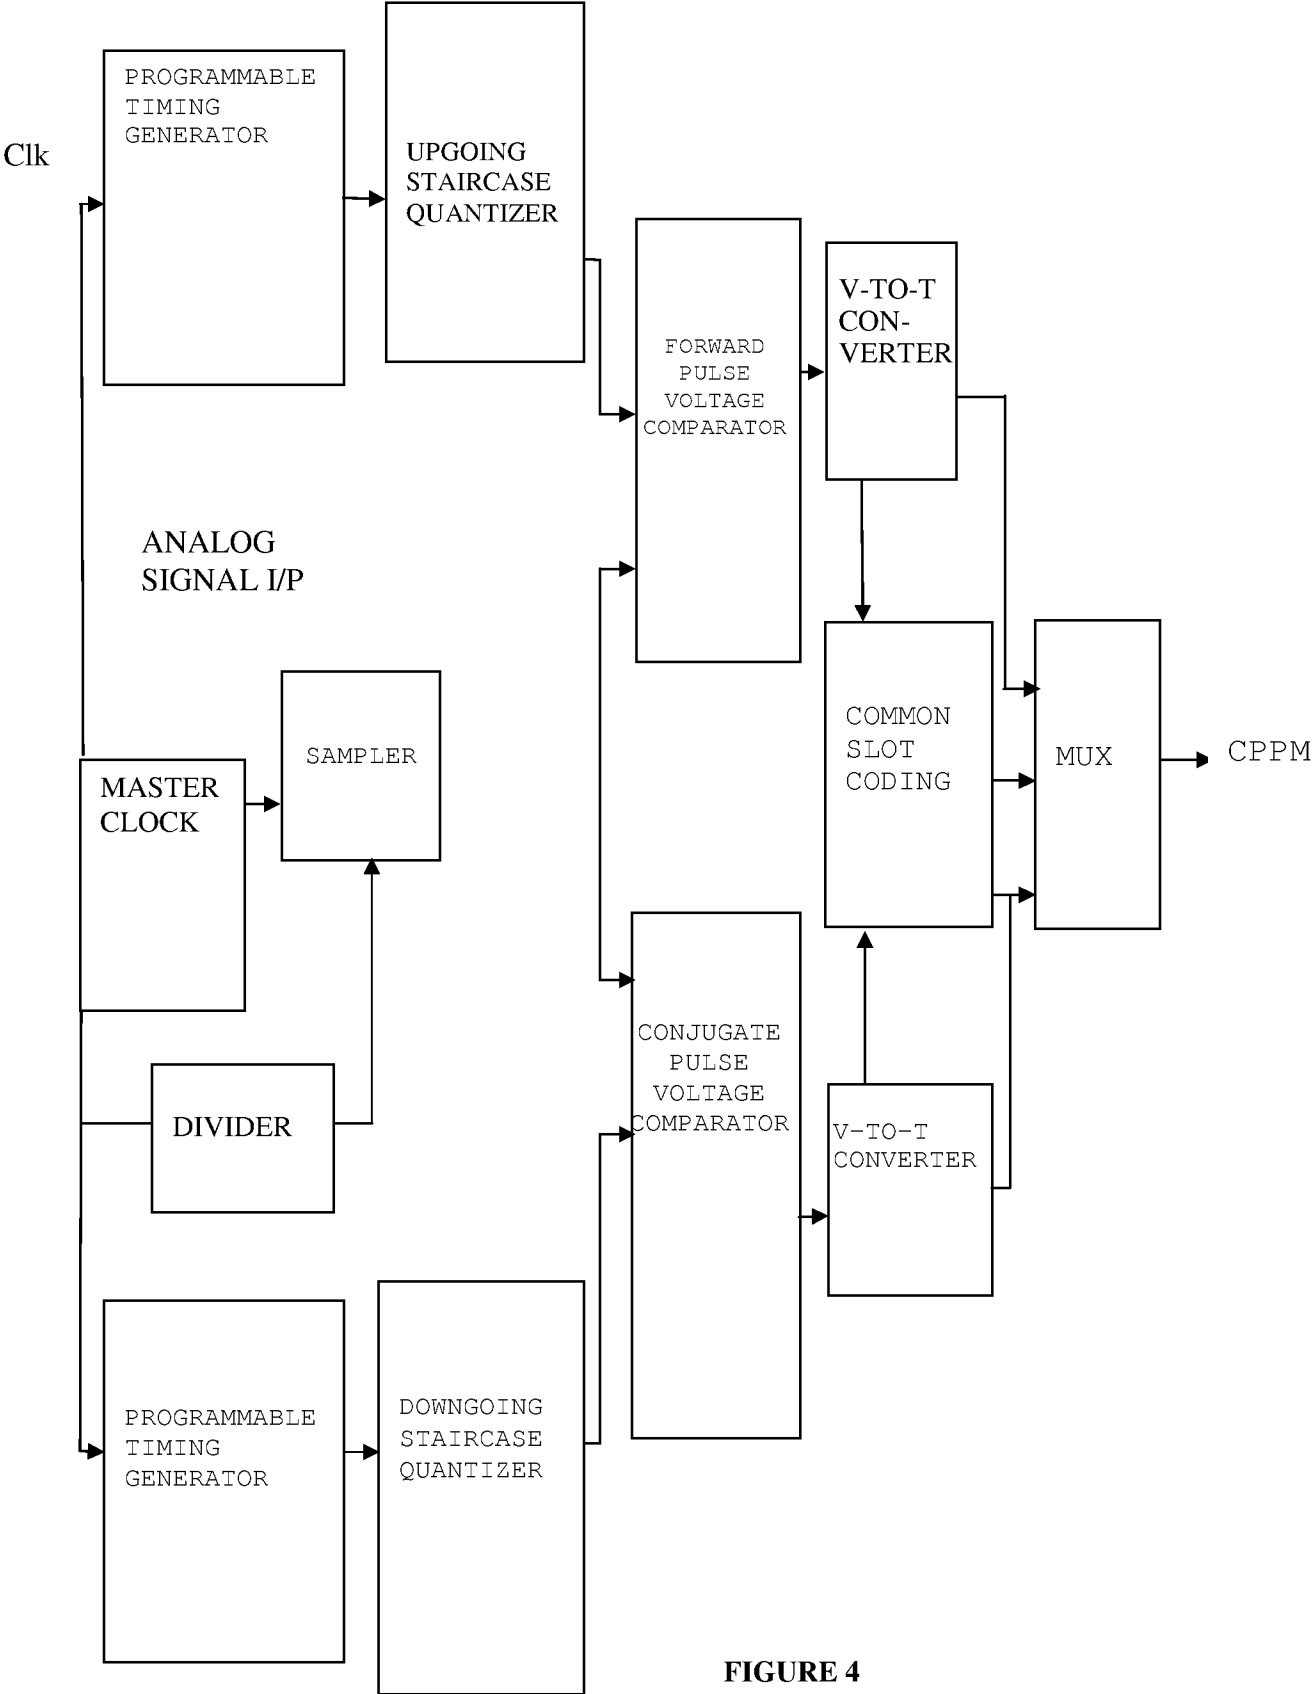 PROGRAMMABLE
TIMING
GENERATOR
Clk
UPGOING
STAIRCASE
QUANTIZER
V-TO-T
CON-
VERTER
FORWARD
PULSE
VOLTAGE
COMPARATOR
ANALOG
SIGNAL I/P
SAMPLER
MASTER
CLOCK
COMMON
SLOT
CODING
MUX
CPPM
CONJUGATE
PULSE
VOLTAGE
COMPARATOR
DIVIDER
V-TO-T
CONVERTER
PROGRAMMABLE
TIMING
GENERATOR
DOWNGOING
STAIRCASE
QUANTIZER
FIGURE 4